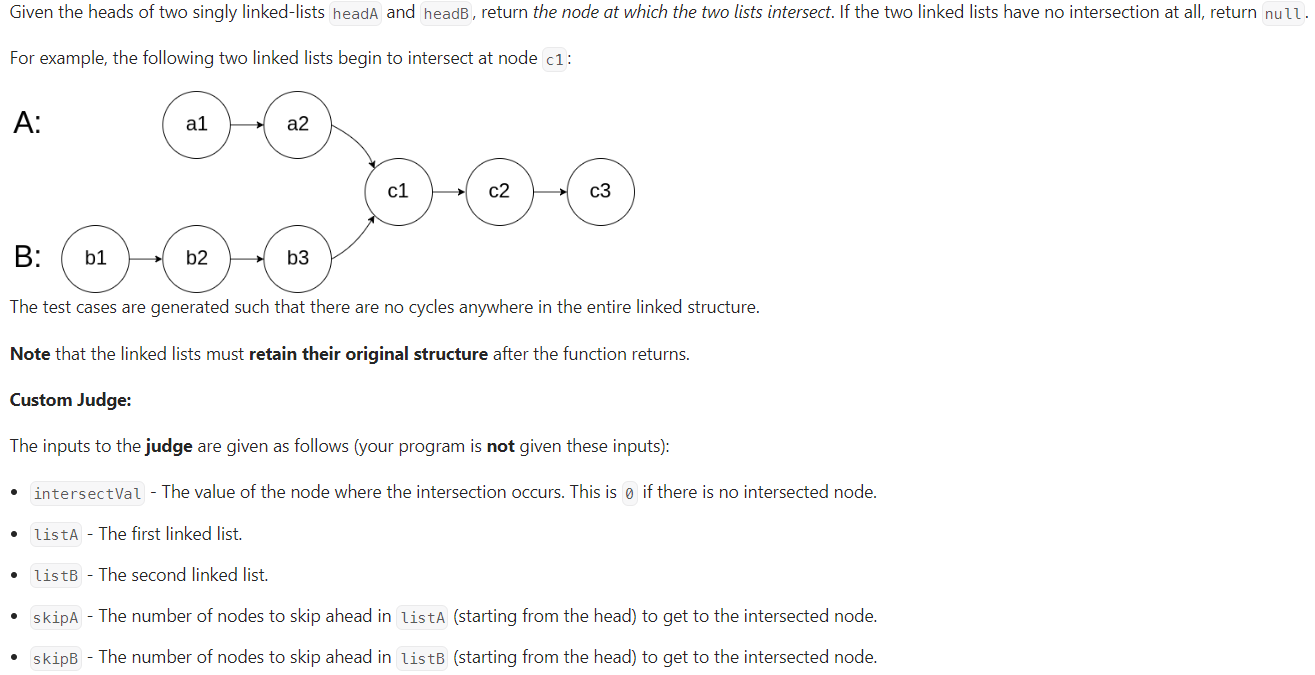 Given the heads of two singly linked-lists headA and headB, return the node at which the two lists intersect. If the two linked lists have no intersection at all, return null.
For example, the following two linked lists begin to intersect at node c1:
A: a1 a2
c1 c2 c3
B: b1 b2 b3
The test cases are generated such that there are no cycles anywhere in the entire linked structure.
Note that the linked lists must retain their original structure after the function returns.
Custom Judge:
The inputs to the judge are given as follows (your program is not given these inputs):
• intersectVal - The value of the node where the intersection occurs. This is 0 if there is no intersected node.
• listA - The first linked list.
• listB - The second linked list.
• skipA - The number of nodes to skip ahead in listA (starting from the head) to get to the intersected node.
• skipB - The number of nodes to skip ahead in listB (starting from the head) to get to the intersected node.